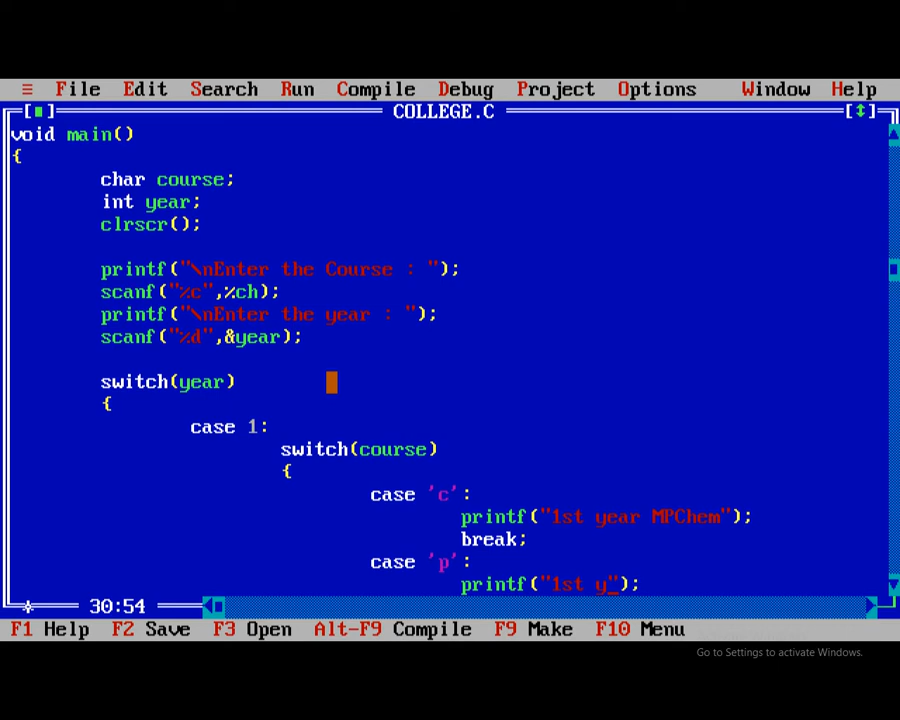 ≡ File Edit Search Run Compile Debug Project Options Window Help
[■] COLLEGE.C [↕]
void main()
{
char course;
int year;
clrscr();
printf("\nEnter the Course : ");
scanf("%c",%ch);
printf("\nEnter the year : ");
scanf("%d",&year);
switch(year)
{
case 1:
switch(course)
{
case 'c':
printf("1st year MPChem");
break;
case 'p':
printf("1st y");
30:54
F1 Help F2 Save F3 Open Alt-F9 Compile F9 Make F10 Menu
Go to Settings to activate Windows.